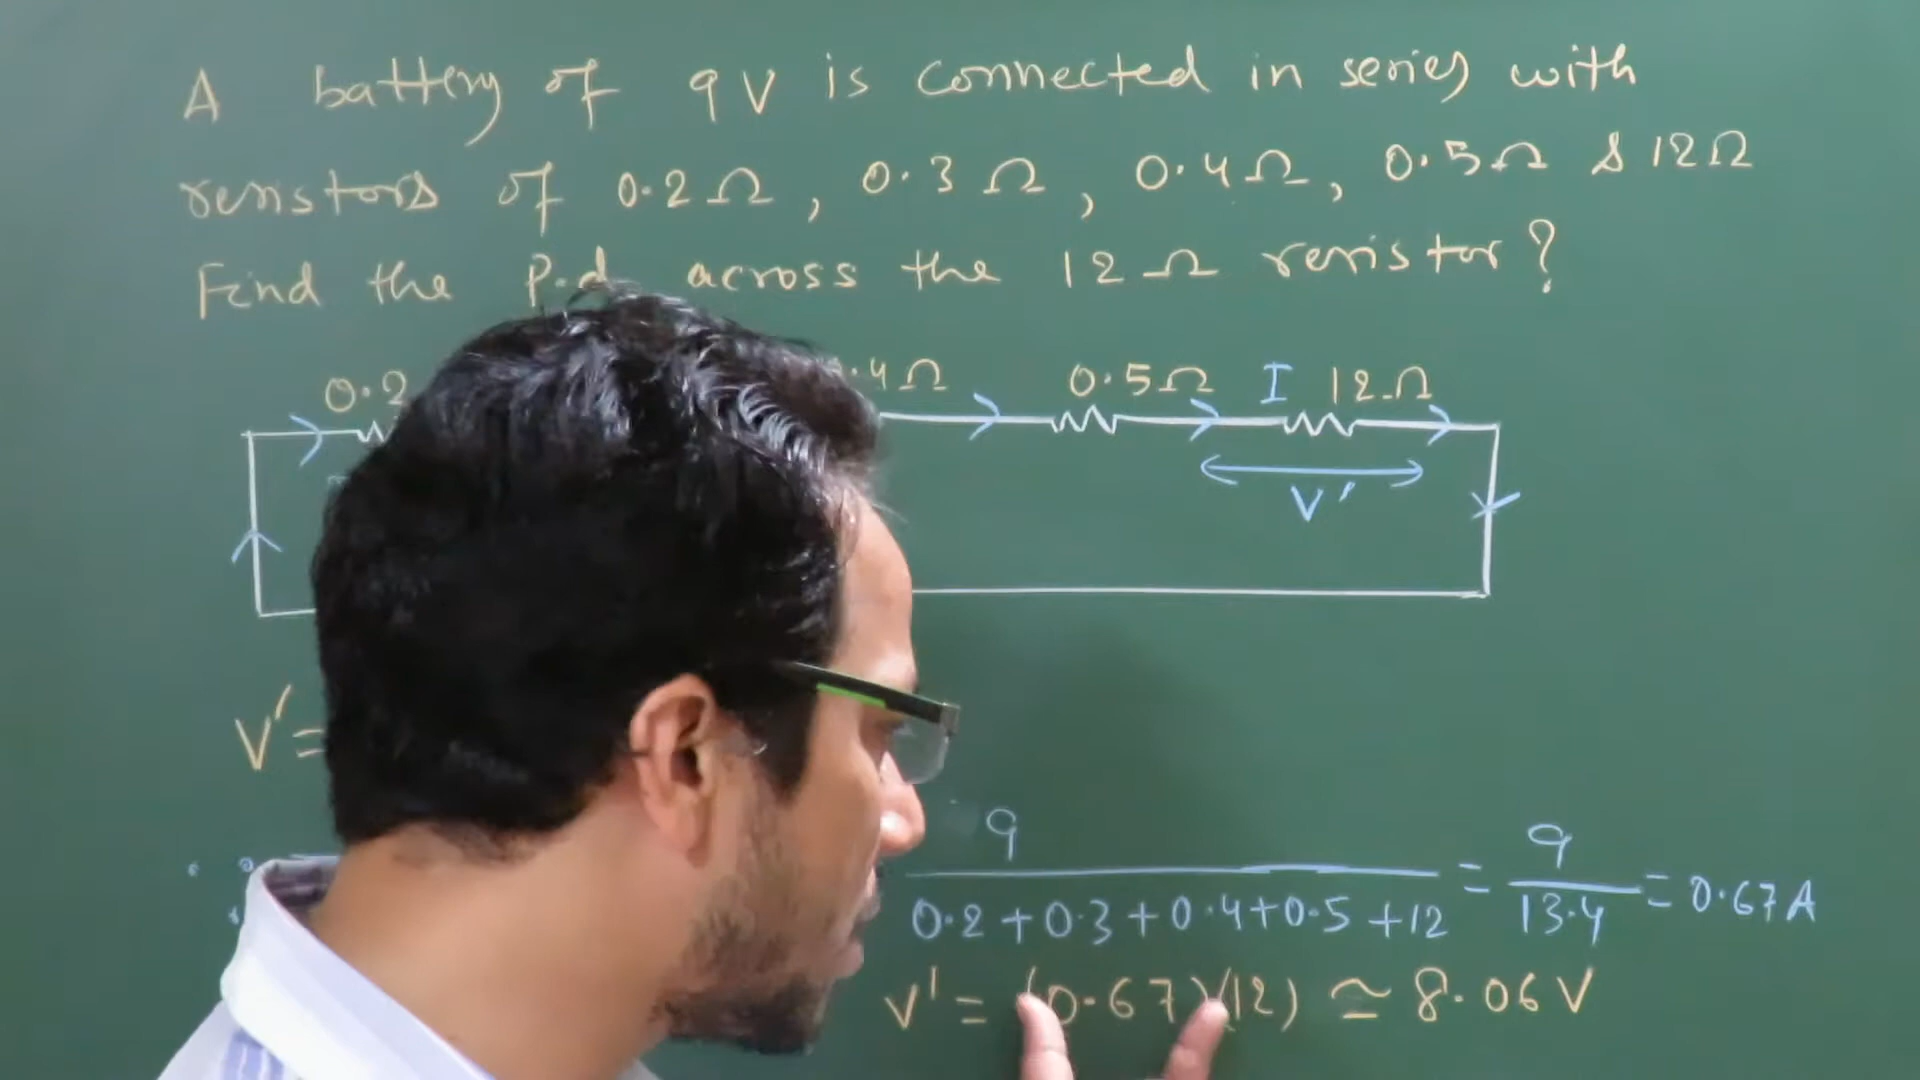 A battery of 9V is connected in series with
resistors of 0.2Ω, 0.3Ω, 0.4Ω, 0.5Ω & 12Ω
Find the p.d across the 12Ω resistor?
0.2 .4Ω 0.5Ω I 12Ω
V'
V'=
9 / 0.2+0.3+0.4+0.5+12 = 9 / 13.4 = 0.67A
V' = (0.67)(12) ≃ 8.06V